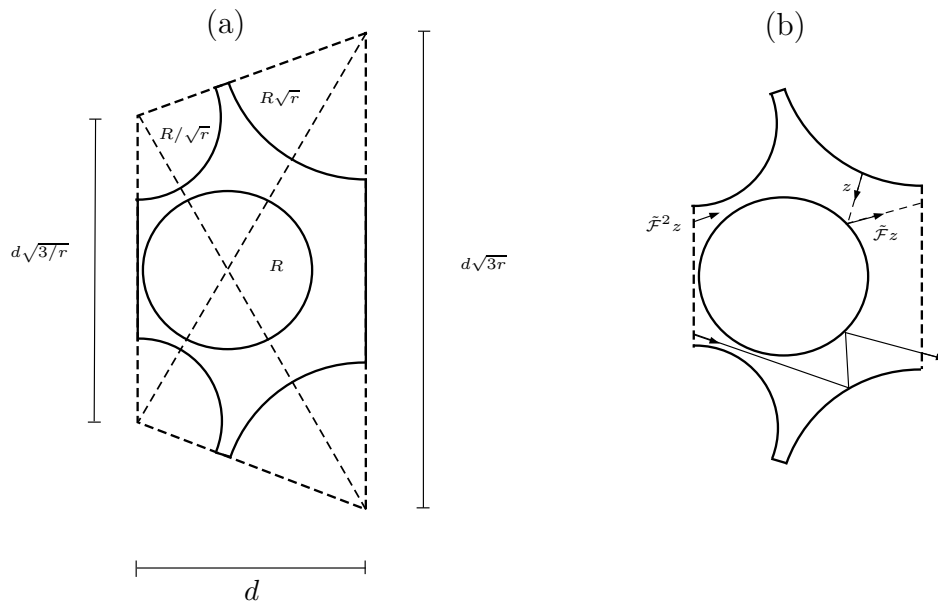 (a) (b)
R√r
R/√r
z
𝓕̃²z 𝓕̃z
d√3/r R d√3r
d